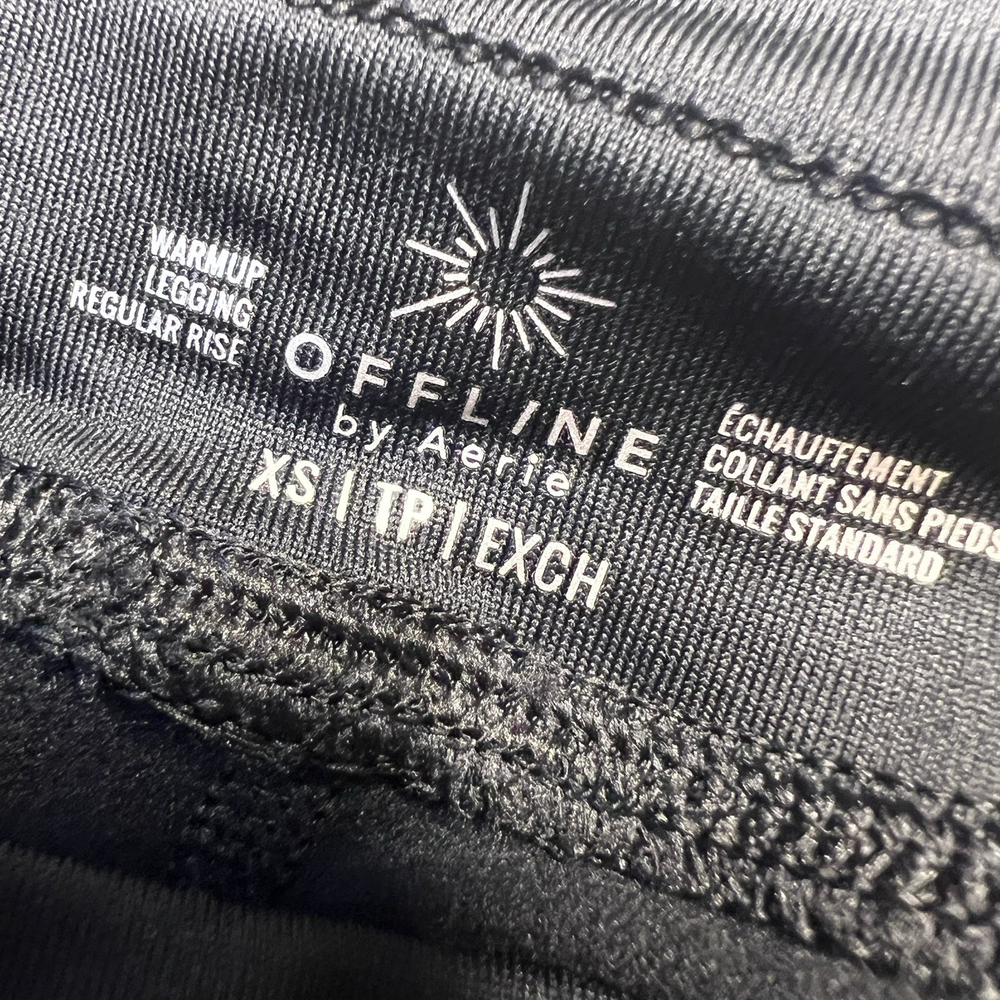 WARMUP
LEGGING
REGULAR RISE
OFFLINE
by Aerie
XS | TP | EXCH
ÉCHAUFFEMENT
COLLANT SANS PIEDS
TAILLE STANDARD